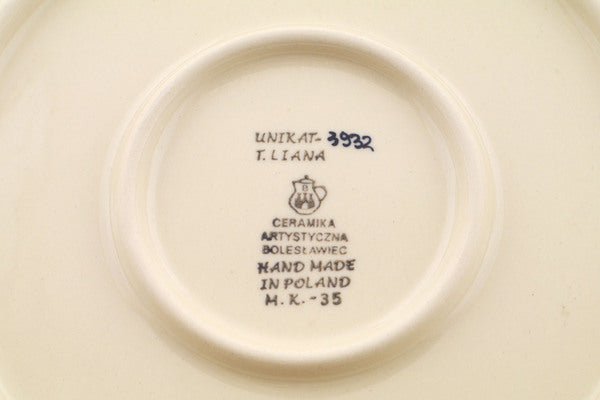 UNIKAT-3932
T. LIANA
B
CERAMIKA
ARTYSTYCZNA
BOLESŁAWIEC
HAND MADE
IN POLAND
M.K.-35